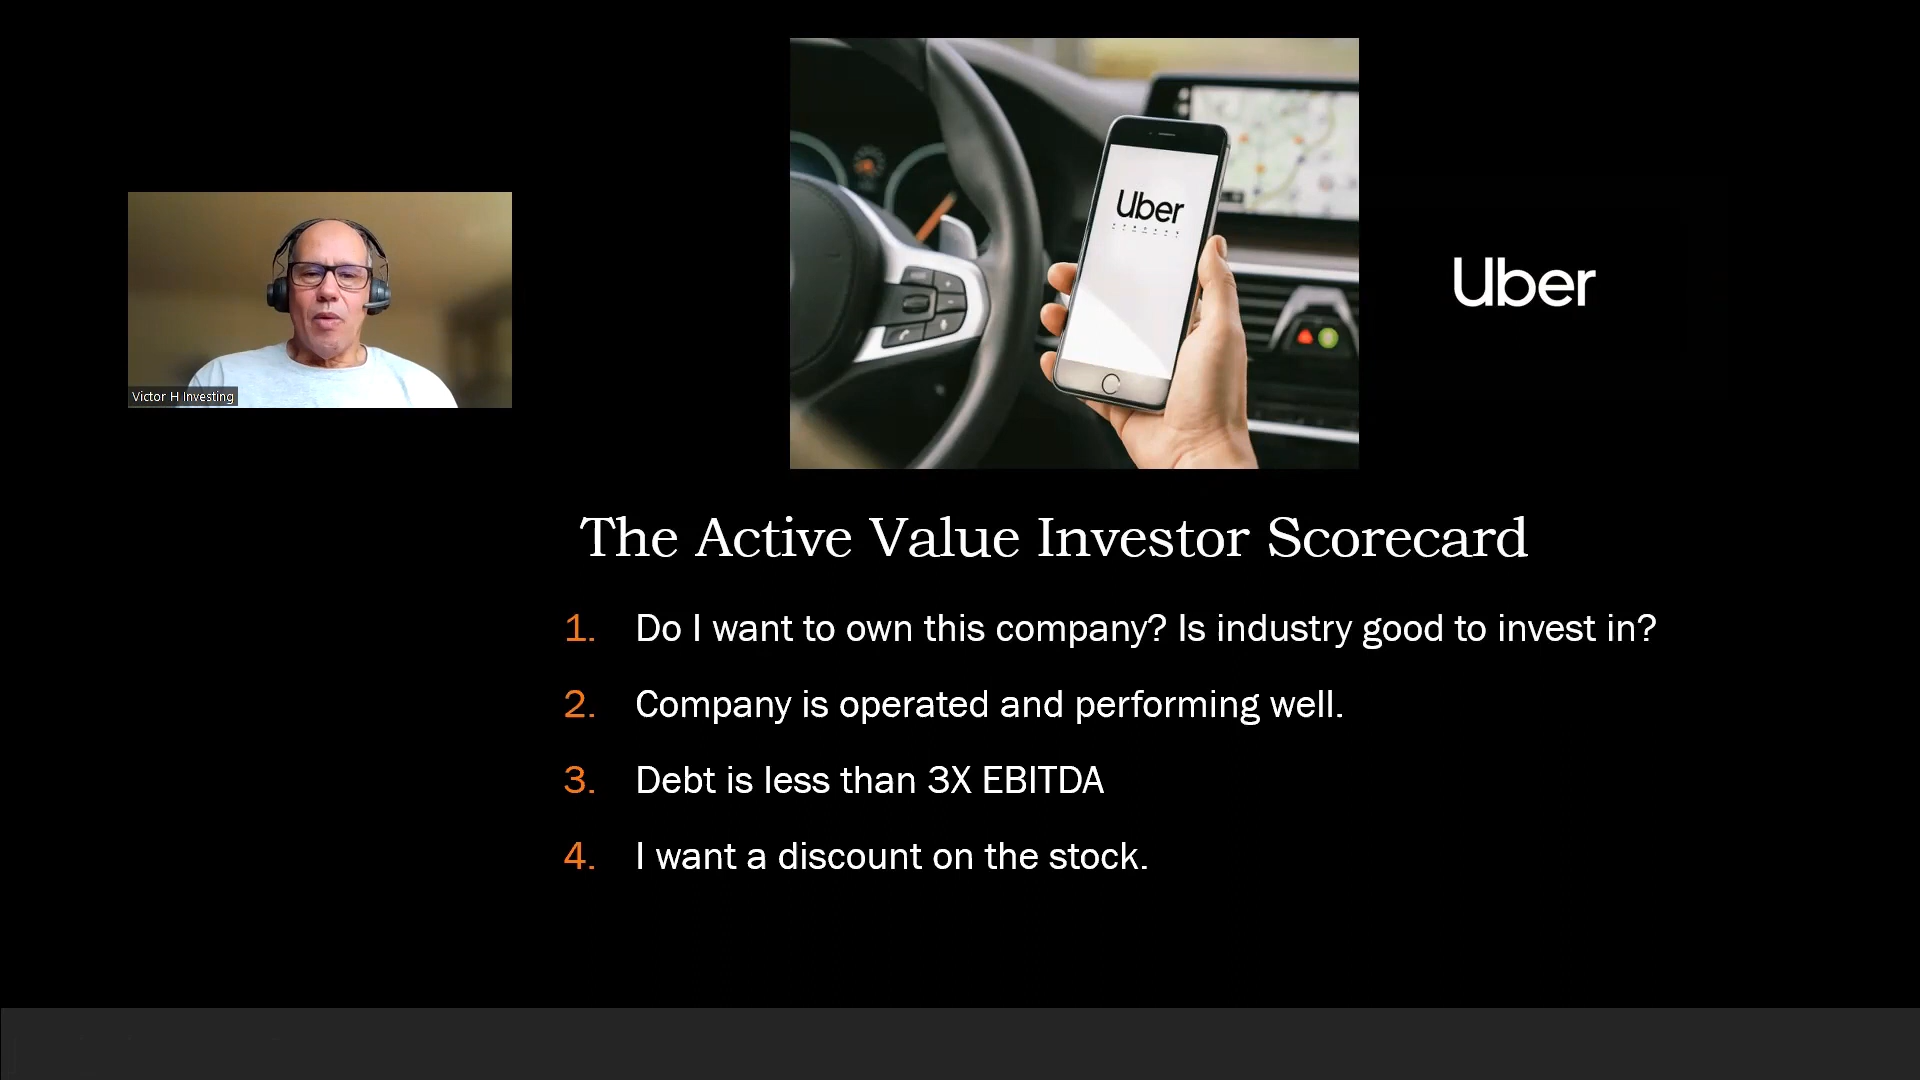 Uber
Uber
Victor H Investing
The Active Value Investor Scorecard
1. Do I want to own this company? Is industry good to invest in?
2. Company is operated and performing well.
3. Debt is less than 3X EBITDA
4. I want a discount on the stock.